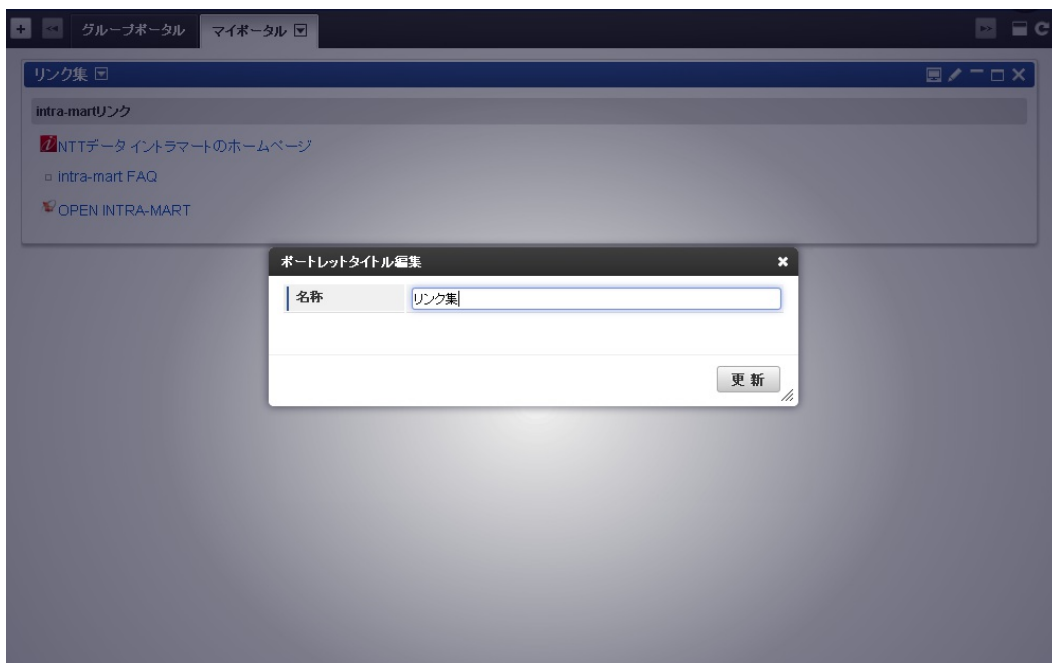 グループポータル
マイポータル
リンク集
intra-martリンク
NTTデータ イントラマートのホームページ
intra-mart FAQ
OPEN INTRA-MART
ポートレットタイトル編集
名称
リンク集
更 新